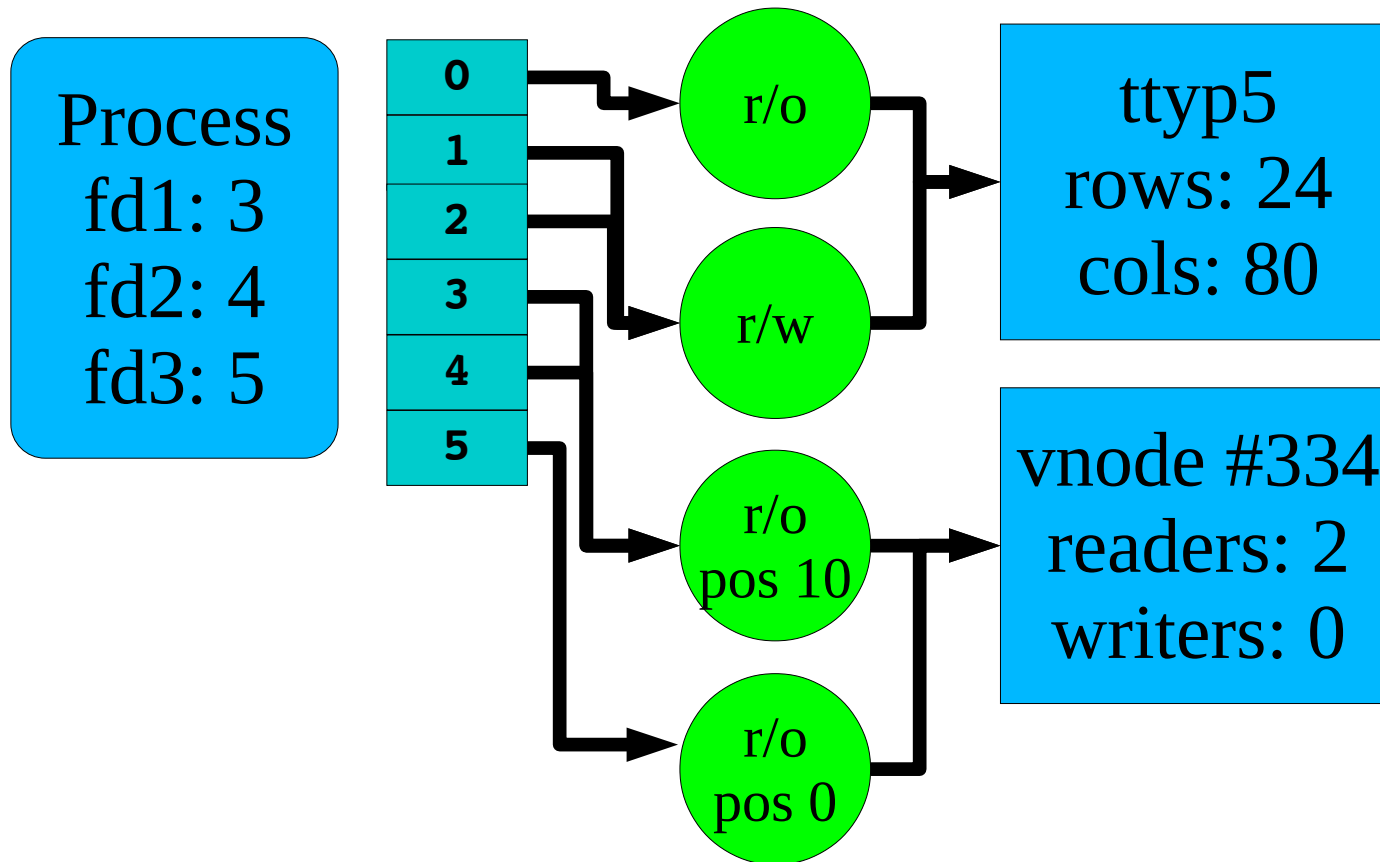 Process
fd1: 3
fd2: 4
fd3: 5
0
1
2
3
4
5
r/o
r/w
r/o
pos 10
r/o
pos 0
ttyp5
rows: 24
cols: 80
vnode #334
readers: 2
writers: 0